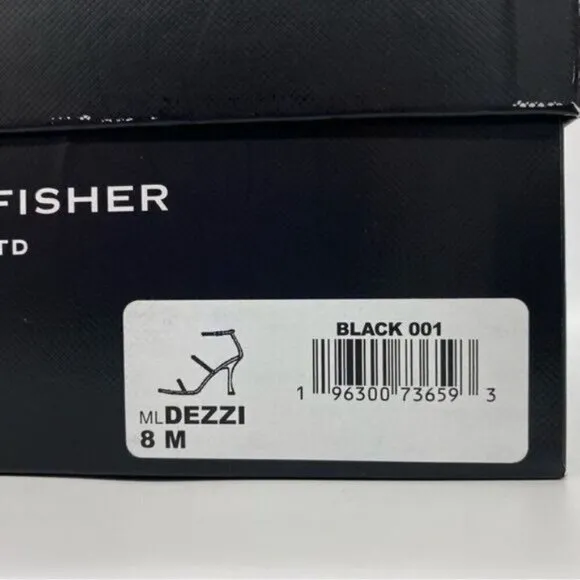 FISHER
TD
BLACK 001
1 96300 73659 3
MLDEZZI
8 M